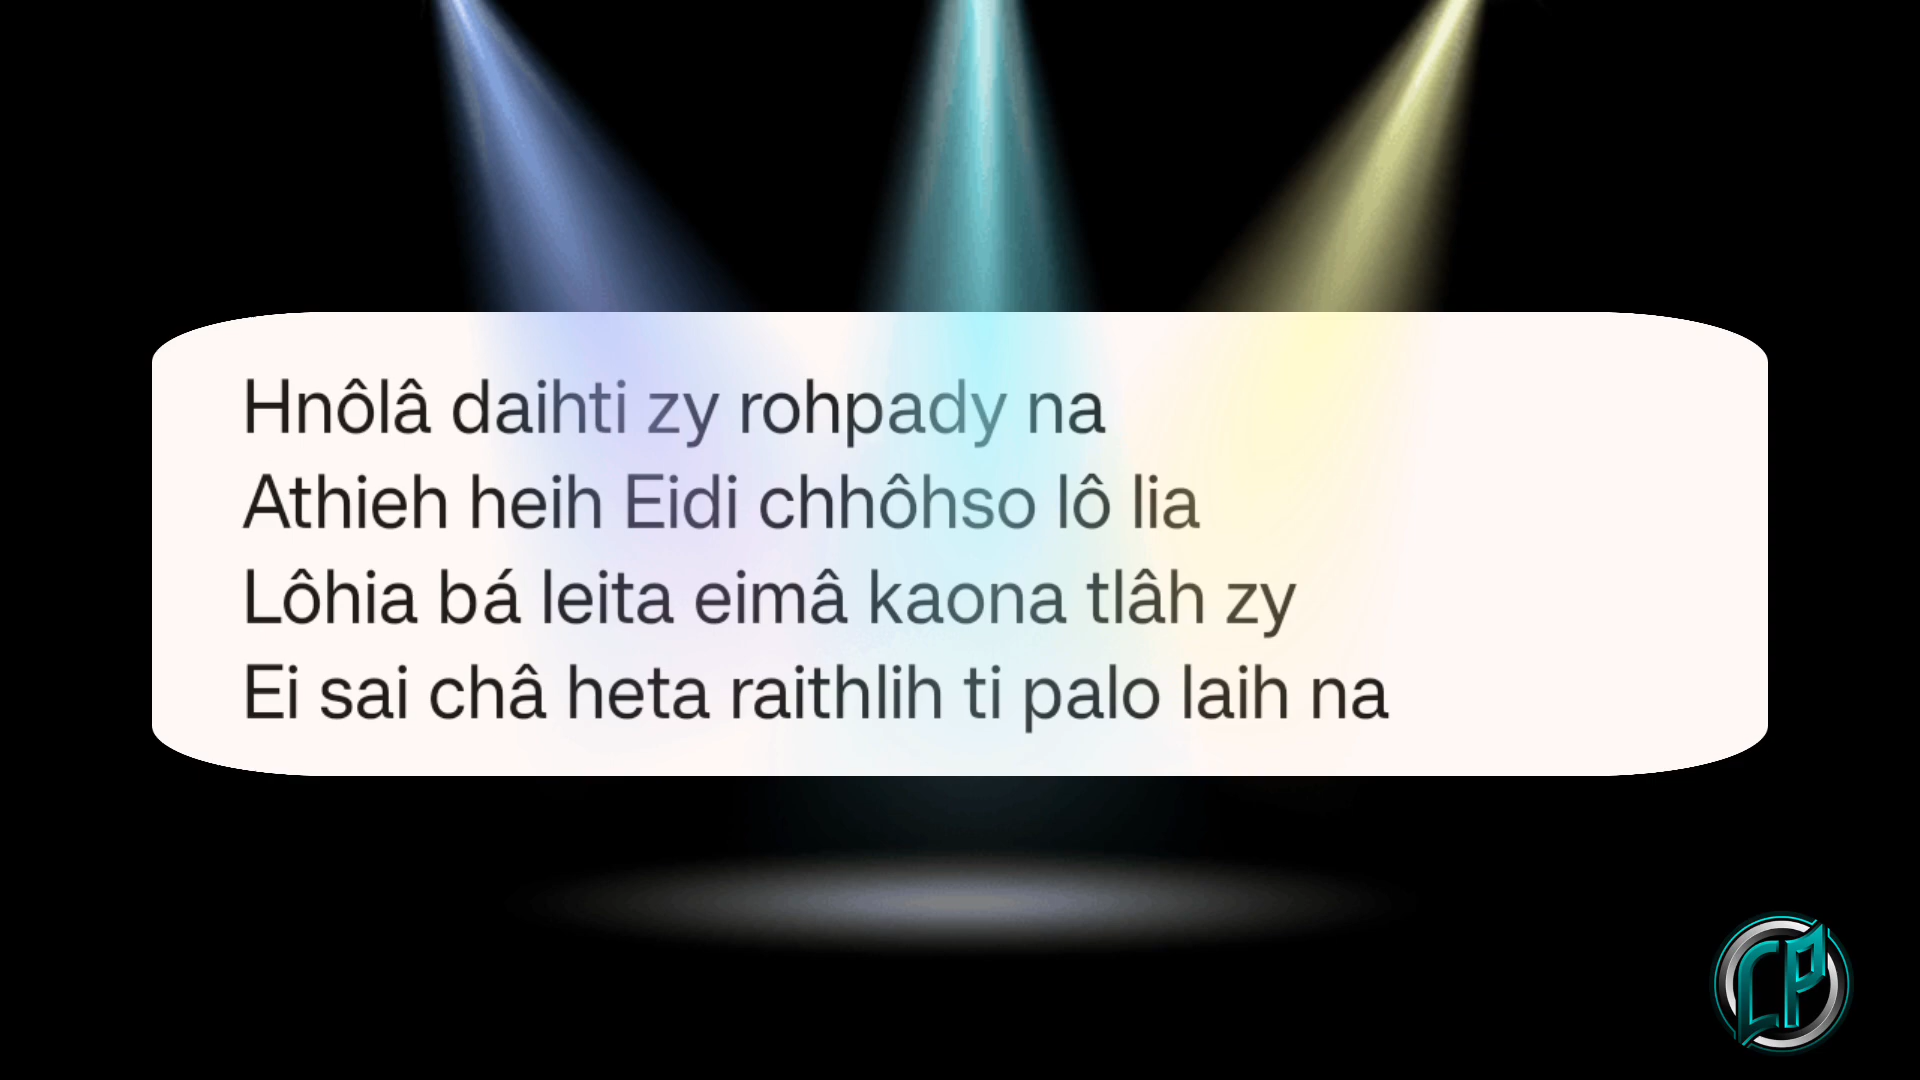 Hnôlâ daihti zy rohpady na
Athieh heih Eidi chhôhso lô lia
Lôhia bá leita eimâ kaona tlâh zy
Ei sai châ heta raithlih ti palo laih na
CP